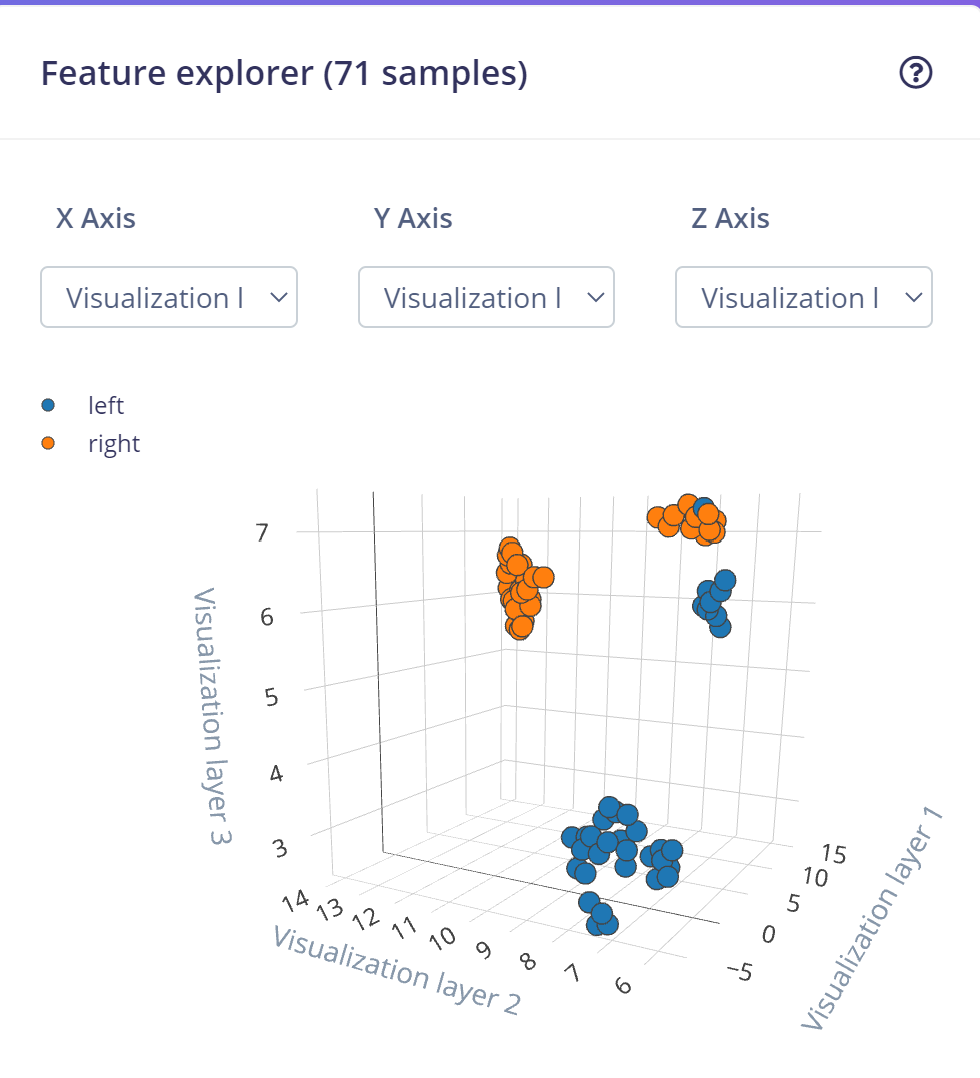 Feature explorer (71 samples)
X Axis
Y Axis
Z Axis
Visualization l
Visualization l
Visualization l
left
right
7
6
5
4
3
Visualization layer 3
14
13
12
11
10
9
8
7
6
Visualization layer 2
15
10
5
0
−5
Visualization layer 1